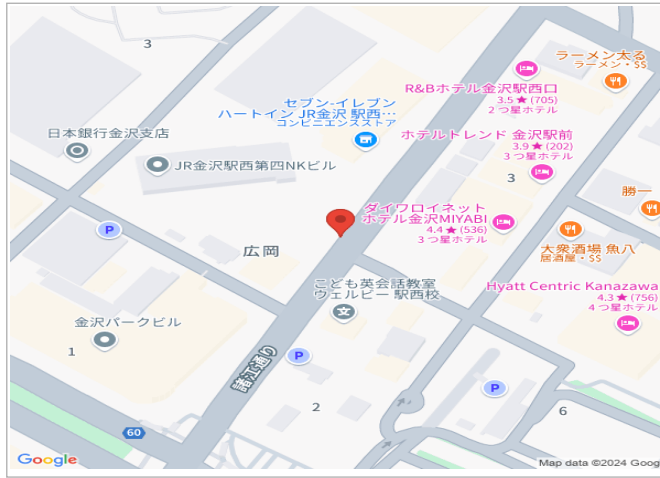 3
ラーメン太る
ラーメン・$$
R&Bホテル金沢駅西口
3.5 ★ (705)
2 つ星ホテル
セブン-イレブン
ハートイン JR金沢 駅西…
コンビニエンスストア
日本銀行金沢支店
ホテルトレンド 金沢駅前
3.9 ★ (202)
3 つ星ホテル
JR金沢駅西第四NKビル
3
勝一
ダイワロイネット
ホテル金沢MIYABI
4.4 ★ (536)
3 つ星ホテル
P
広岡
大衆酒場 魚八
居酒屋・$$
こども英会話教室
ウェルビー 駅西校
文
Hyatt Centric Kanazawa
4.3 ★ (756)
4 つ星ホテル
金沢パークビル
1
諸江通り
P
P
2
6
60
Google
Map data ©2024 Goog